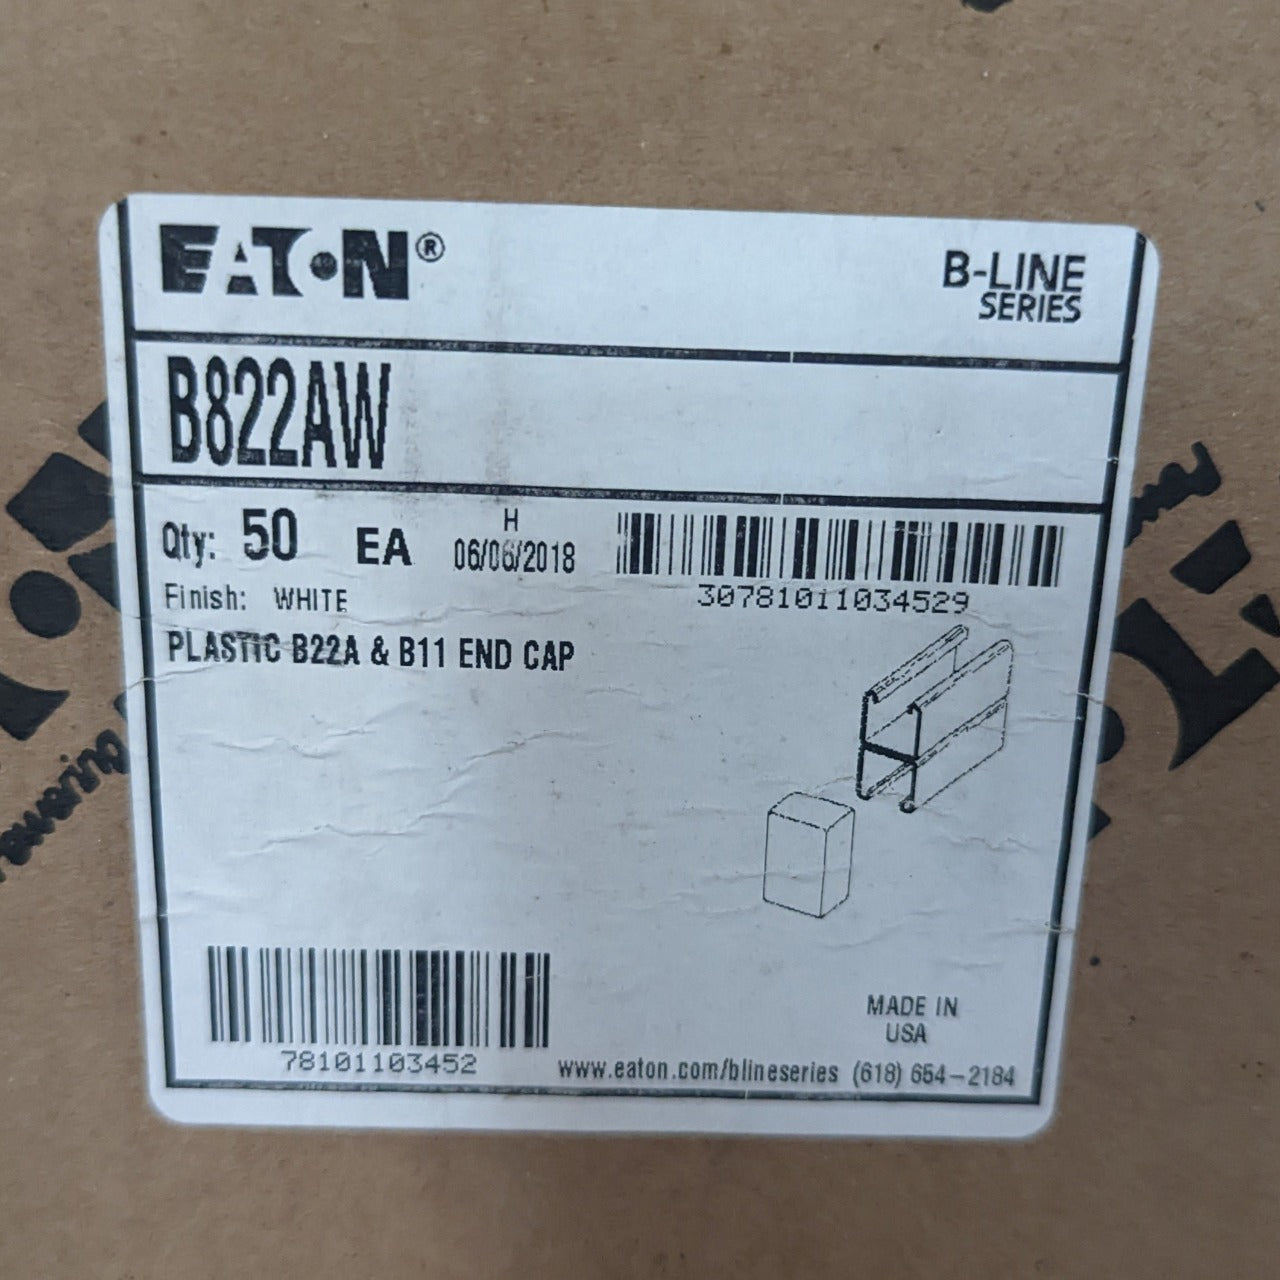 EATON®
B-LINE
SERIES
B822AW
Qty: 50 EA
H
06/06/2018
30781011034529
Finish: WHITE
PLASTIC B22A & B11 END CAP
78101103452
MADE IN
USA
www.eaton.com/blineseries (618) 654-2184